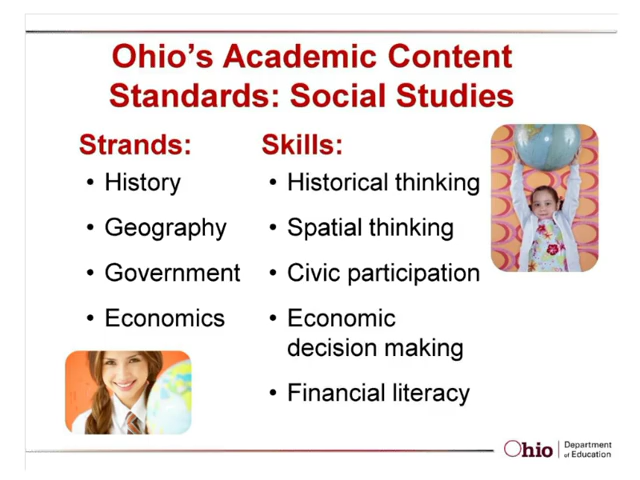 Ohio's Academic Content
Standards: Social Studies
Strands:
• History
• Geography
• Government
• Economics
Skills:
• Historical thinking
• Spatial thinking
• Civic participation
• Economic
decision making
• Financial literacy
Ohio | Department
of Education